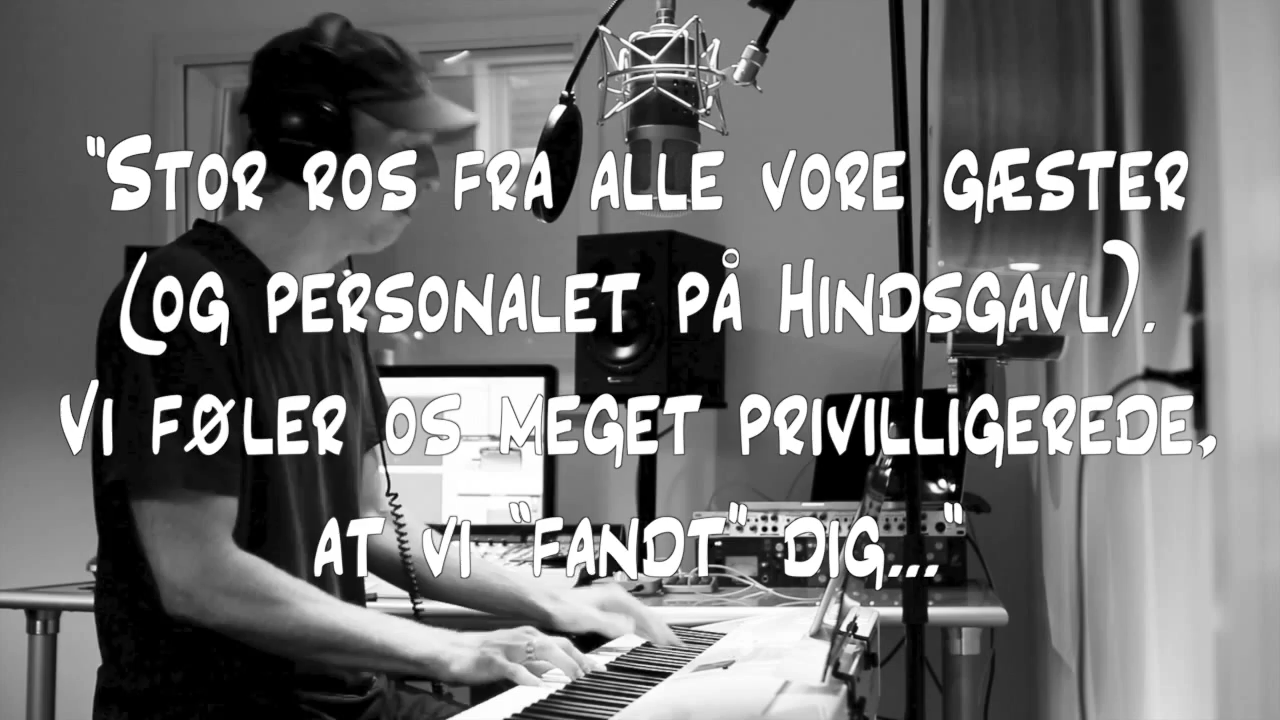 "Stor ros fra alle vore gæster
(og personalet på Hindsgavl).
Vi føler os meget privilligerede,
at vi "fandt" dig..."